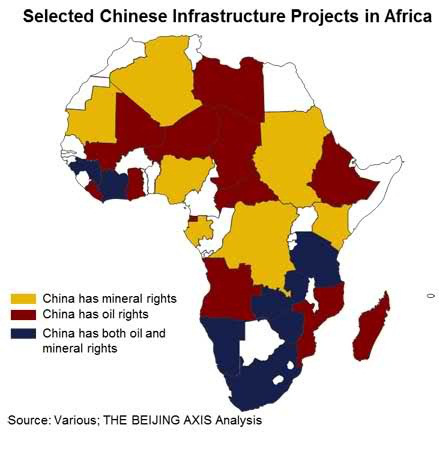 Selected Chinese Infrastructure Projects in Africa
China has mineral rights
China has oil rights
China has both oil and
mineral rights
Source: Various; THE BEIJING AXIS Analysis